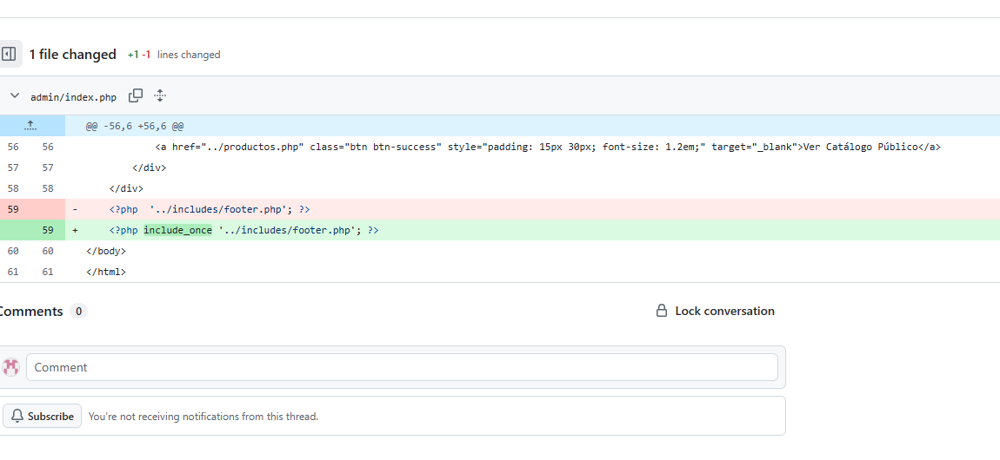 1 file changed +1 -1 lines changed
admin/index.php
@@ -56,6 +56,6 @@
56 56 <a href="../productos.php" class="btn btn-success" style="padding: 15px 30px; font-size: 1.2em;" target="_blank">Ver Catálogo Público</a>
57 57 </div>
58 58 </div>
59 - <?php  '../includes/footer.php'; ?>
59 + <?php include_once '../includes/footer.php'; ?>
60 60 </body>
61 61 </html>
Comments 0
Lock conversation
Comment
Subscribe You're not receiving notifications from this thread.